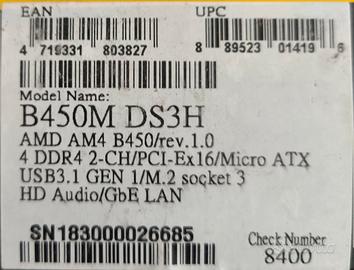 EAN UPC
4 719331 803827 8 89523 01419 6
Model Name:
B450M DS3H
AMD AM4 B450/rev.1.0
4 DDR4 2-CH/PCI-Ex16/Micro ATX
USB3.1 GEN 1/M.2 socket 3
HD Audio/GbE LAN
SN183000026685
Check Number
8400